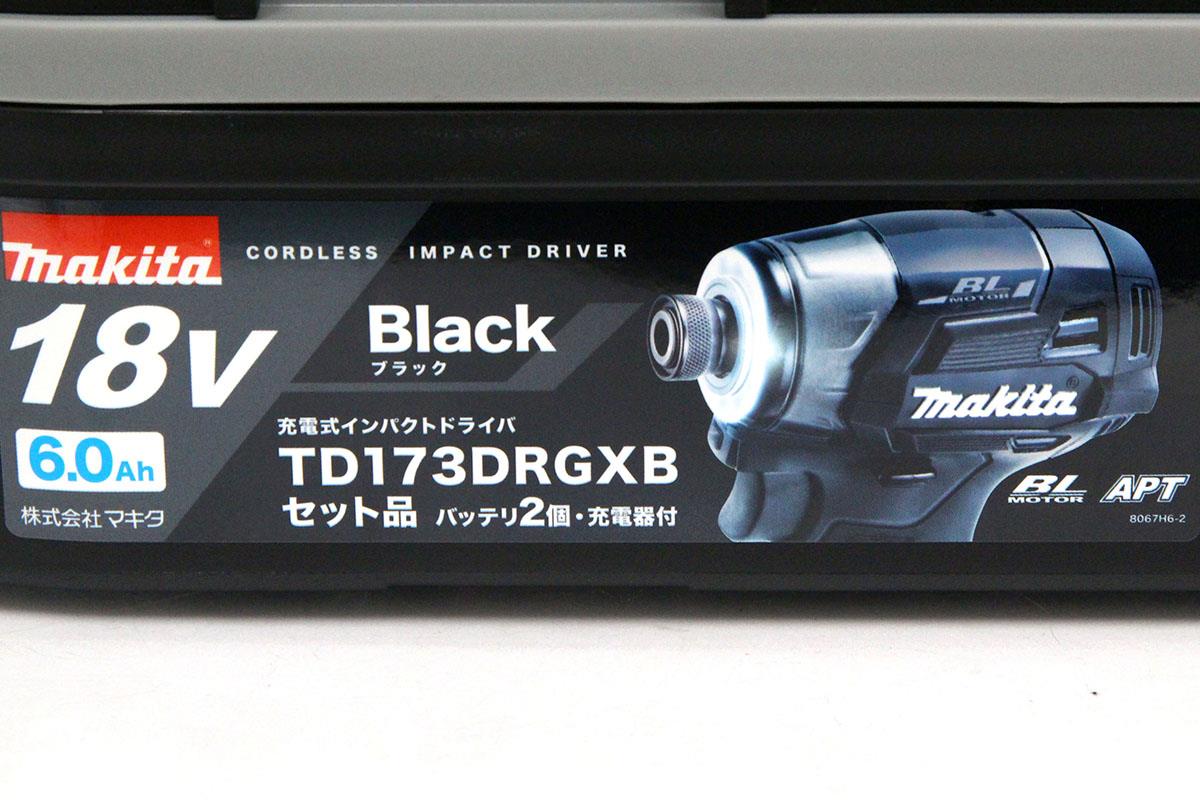 makita®
CORDLESS IMPACT DRIVER
18V
Black
ブラック
6.0Ah
充電式インパクトドライバ
TD173DRGXB
セット品 バッテリ2個・充電器付
株式会社マキタ
BL
MOTOR
makita®
BL
MOTOR
APT
8067H6-2